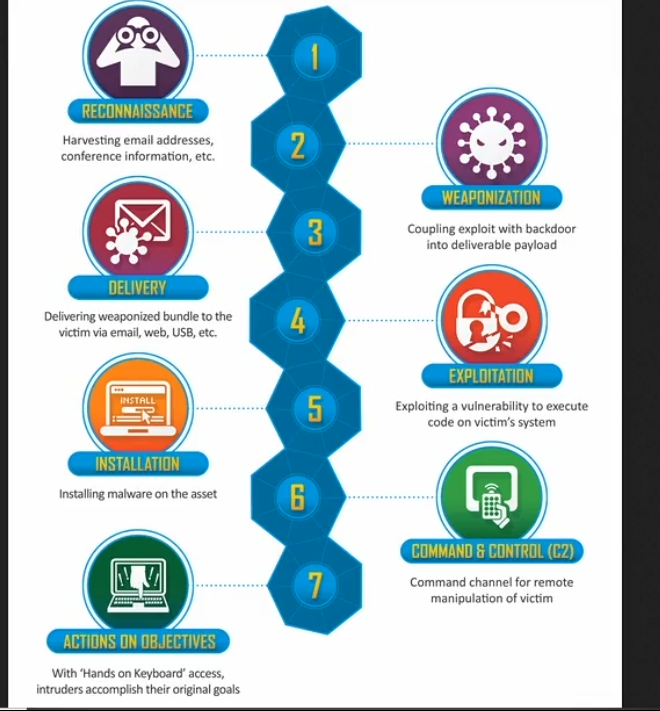 1
RECONNAISSANCE
Harvesting email addresses,
conference information, etc.
2
WEAPONIZATION
Coupling exploit with backdoor
into deliverable payload
3
DELIVERY
Delivering weaponized bundle to the
victim via email, web, USB, etc.
4
EXPLOITATION
Exploiting a vulnerability to execute
code on victim's system
5
INSTALL
INSTALLATION
Installing malware on the asset
6
COMMAND & CONTROL (C2)
Command channel for remote
manipulation of victim
7
ACTIONS ON OBJECTIVES
With ‘Hands on Keyboard’ access,
intruders accomplish their original goals